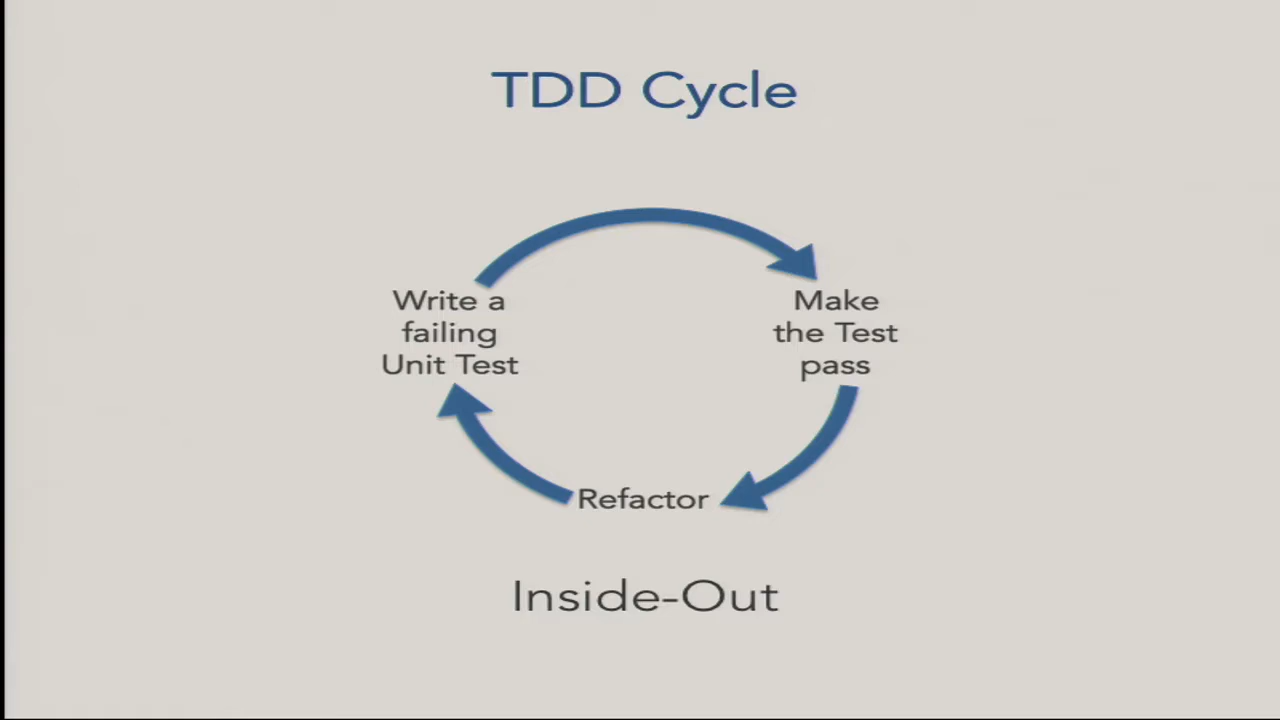 TDD Cycle
Write a
failing
Unit Test
Make
the Test
pass
Refactor
Inside-Out